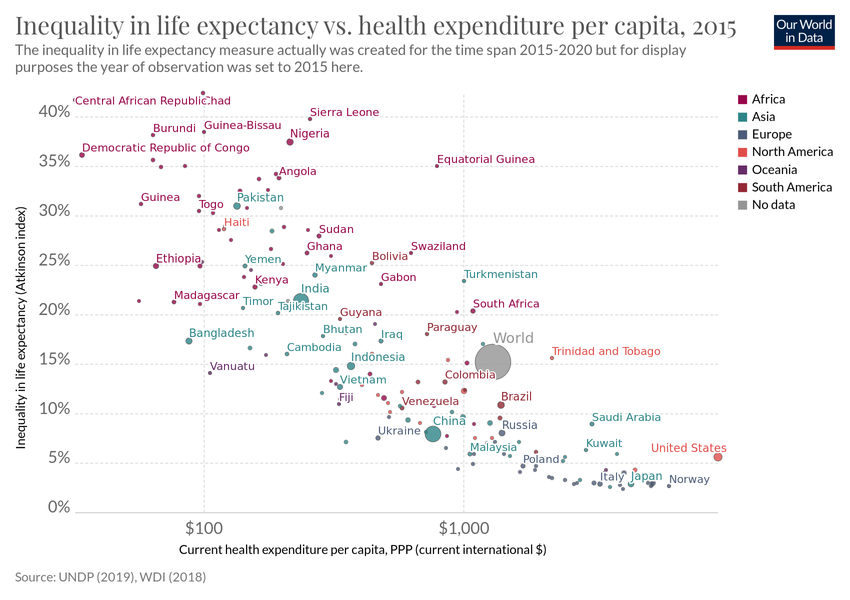 Inequality in life expectancy vs. health expenditure per capita, 2015
The inequality in life expectancy measure actually was created for the time span 2015-2020 but for display
purposes the year of observation was set to 2015 here.
Our World
in Data
Africa
Asia
Europe
North America
Oceania
South America
No data
Inequality in life expectancy (Atkinson index)
40%
35%
30%
25%
20%
15%
10%
5%
0%
Central African Republic
Chad
Sierra Leone
Burundi
Guinea-Bissau
Nigeria
Democratic Republic of Congo
Equatorial Guinea
Angola
Guinea
Togo
Pakistan
Haiti
Sudan
Ghana
Swaziland
Bolivia
Ethiopia
Yemen
Myanmar
Turkmenistan
Kenya
Gabon
India
Madagascar
Timor
Tajikistan
South Africa
Guyana
Bangladesh
Bhutan
Iraq
Paraguay
World
Cambodia
Indonesia
Trinidad and Tobago
Vanuatu
Vietnam
Colombia
Fiji
Venezuela
Brazil
Ukraine
China
Russia
Saudi Arabia
Malaysia
Kuwait
United States
Poland
Italy
Japan
Norway
$100
$1,000
Current health expenditure per capita, PPP (current international $)
Source: UNDP (2019), WDI (2018)